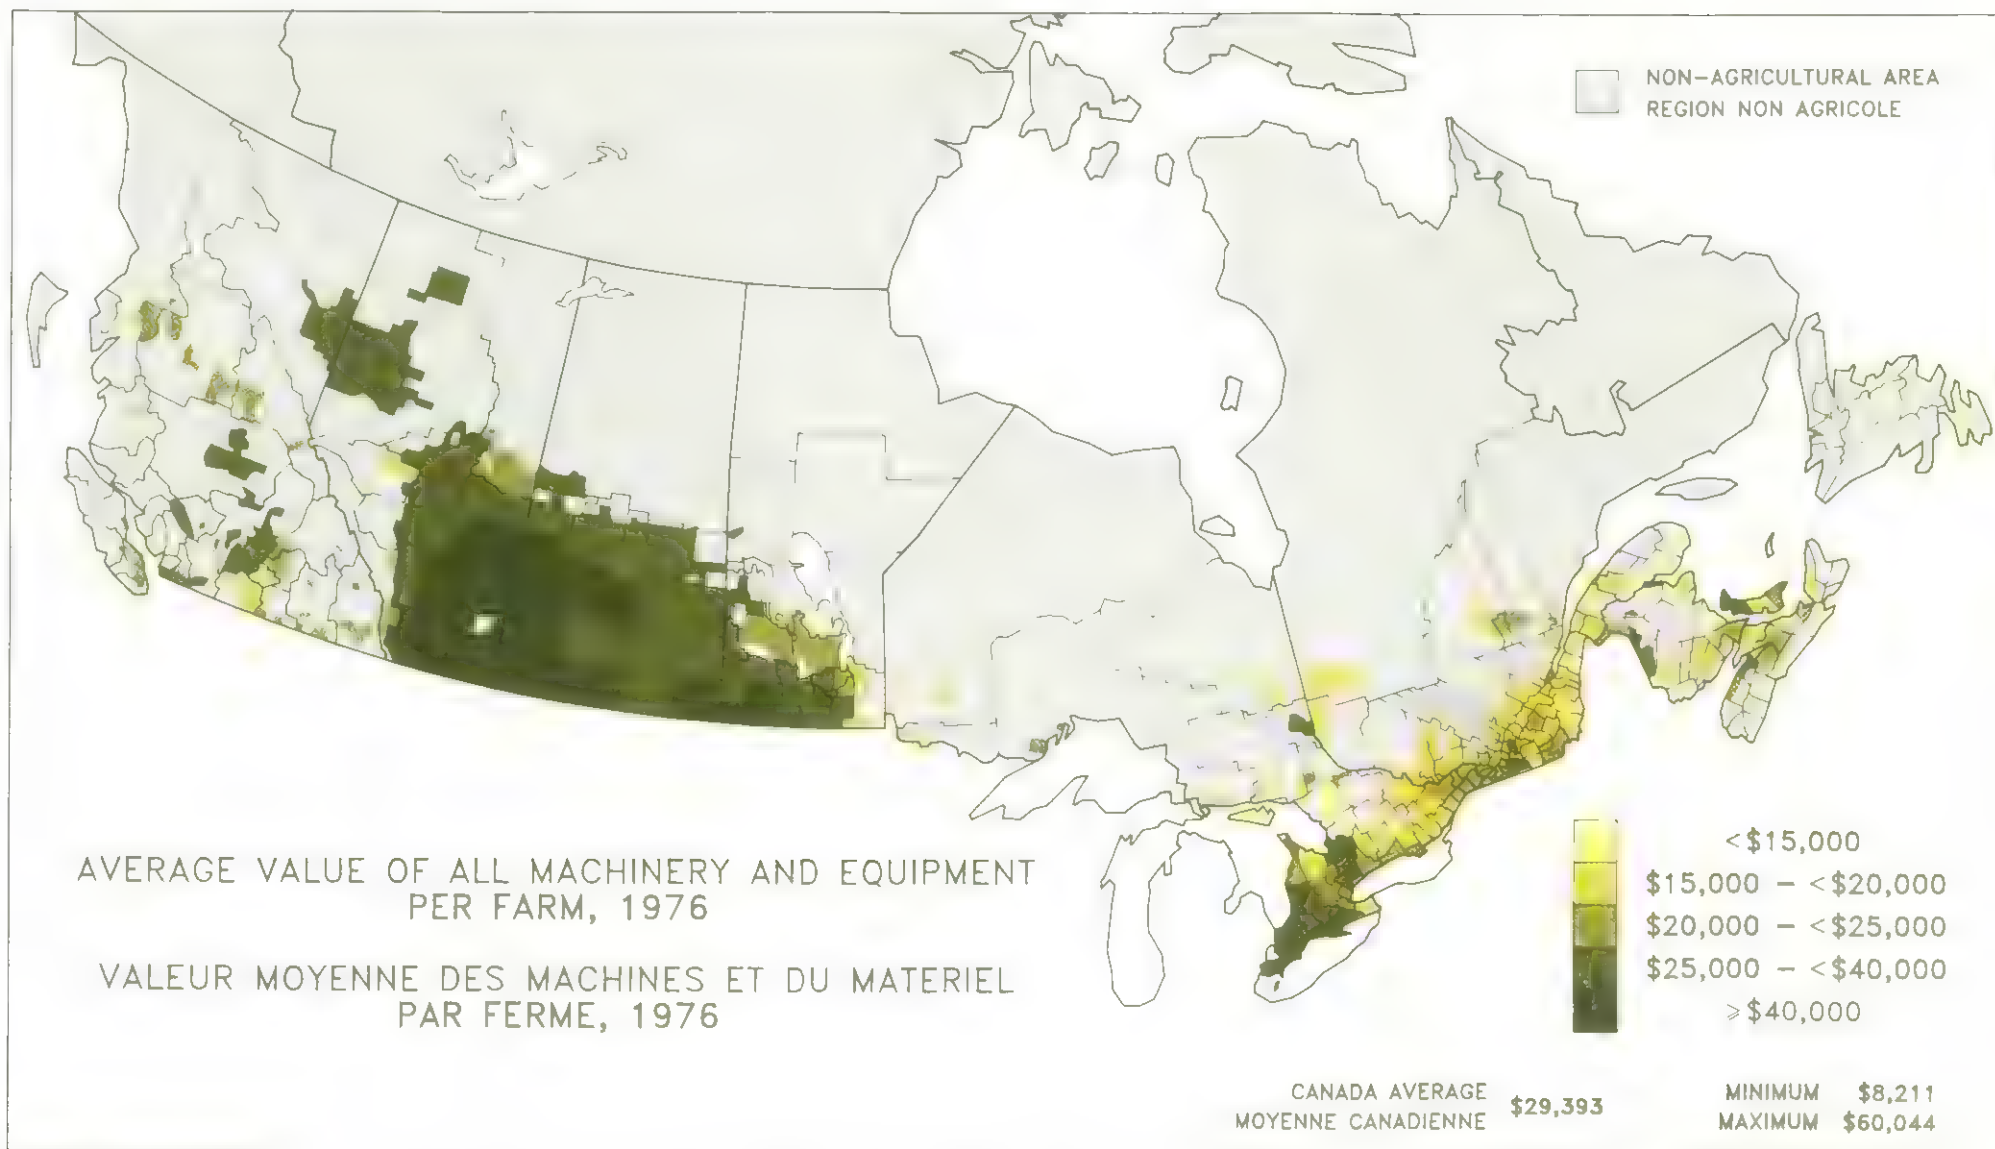 NON-AGRICULTURAL AREA
REGION NON AGRICOLE
AVERAGE VALUE OF ALL MACHINERY AND EQUIPMENT
PER FARM, 1976
VALEUR MOYENNE DES MACHINES ET DU MATERIEL
PAR FERME, 1976
<$15,000
$15,000 - <$20,000
$20,000 - <$25,000
$25,000 - <$40,000
⩾$40,000
CANADA AVERAGE
MOYENNE CANADIENNE
$29,393
MINIMUM $8,211
MAXIMUM $60,044